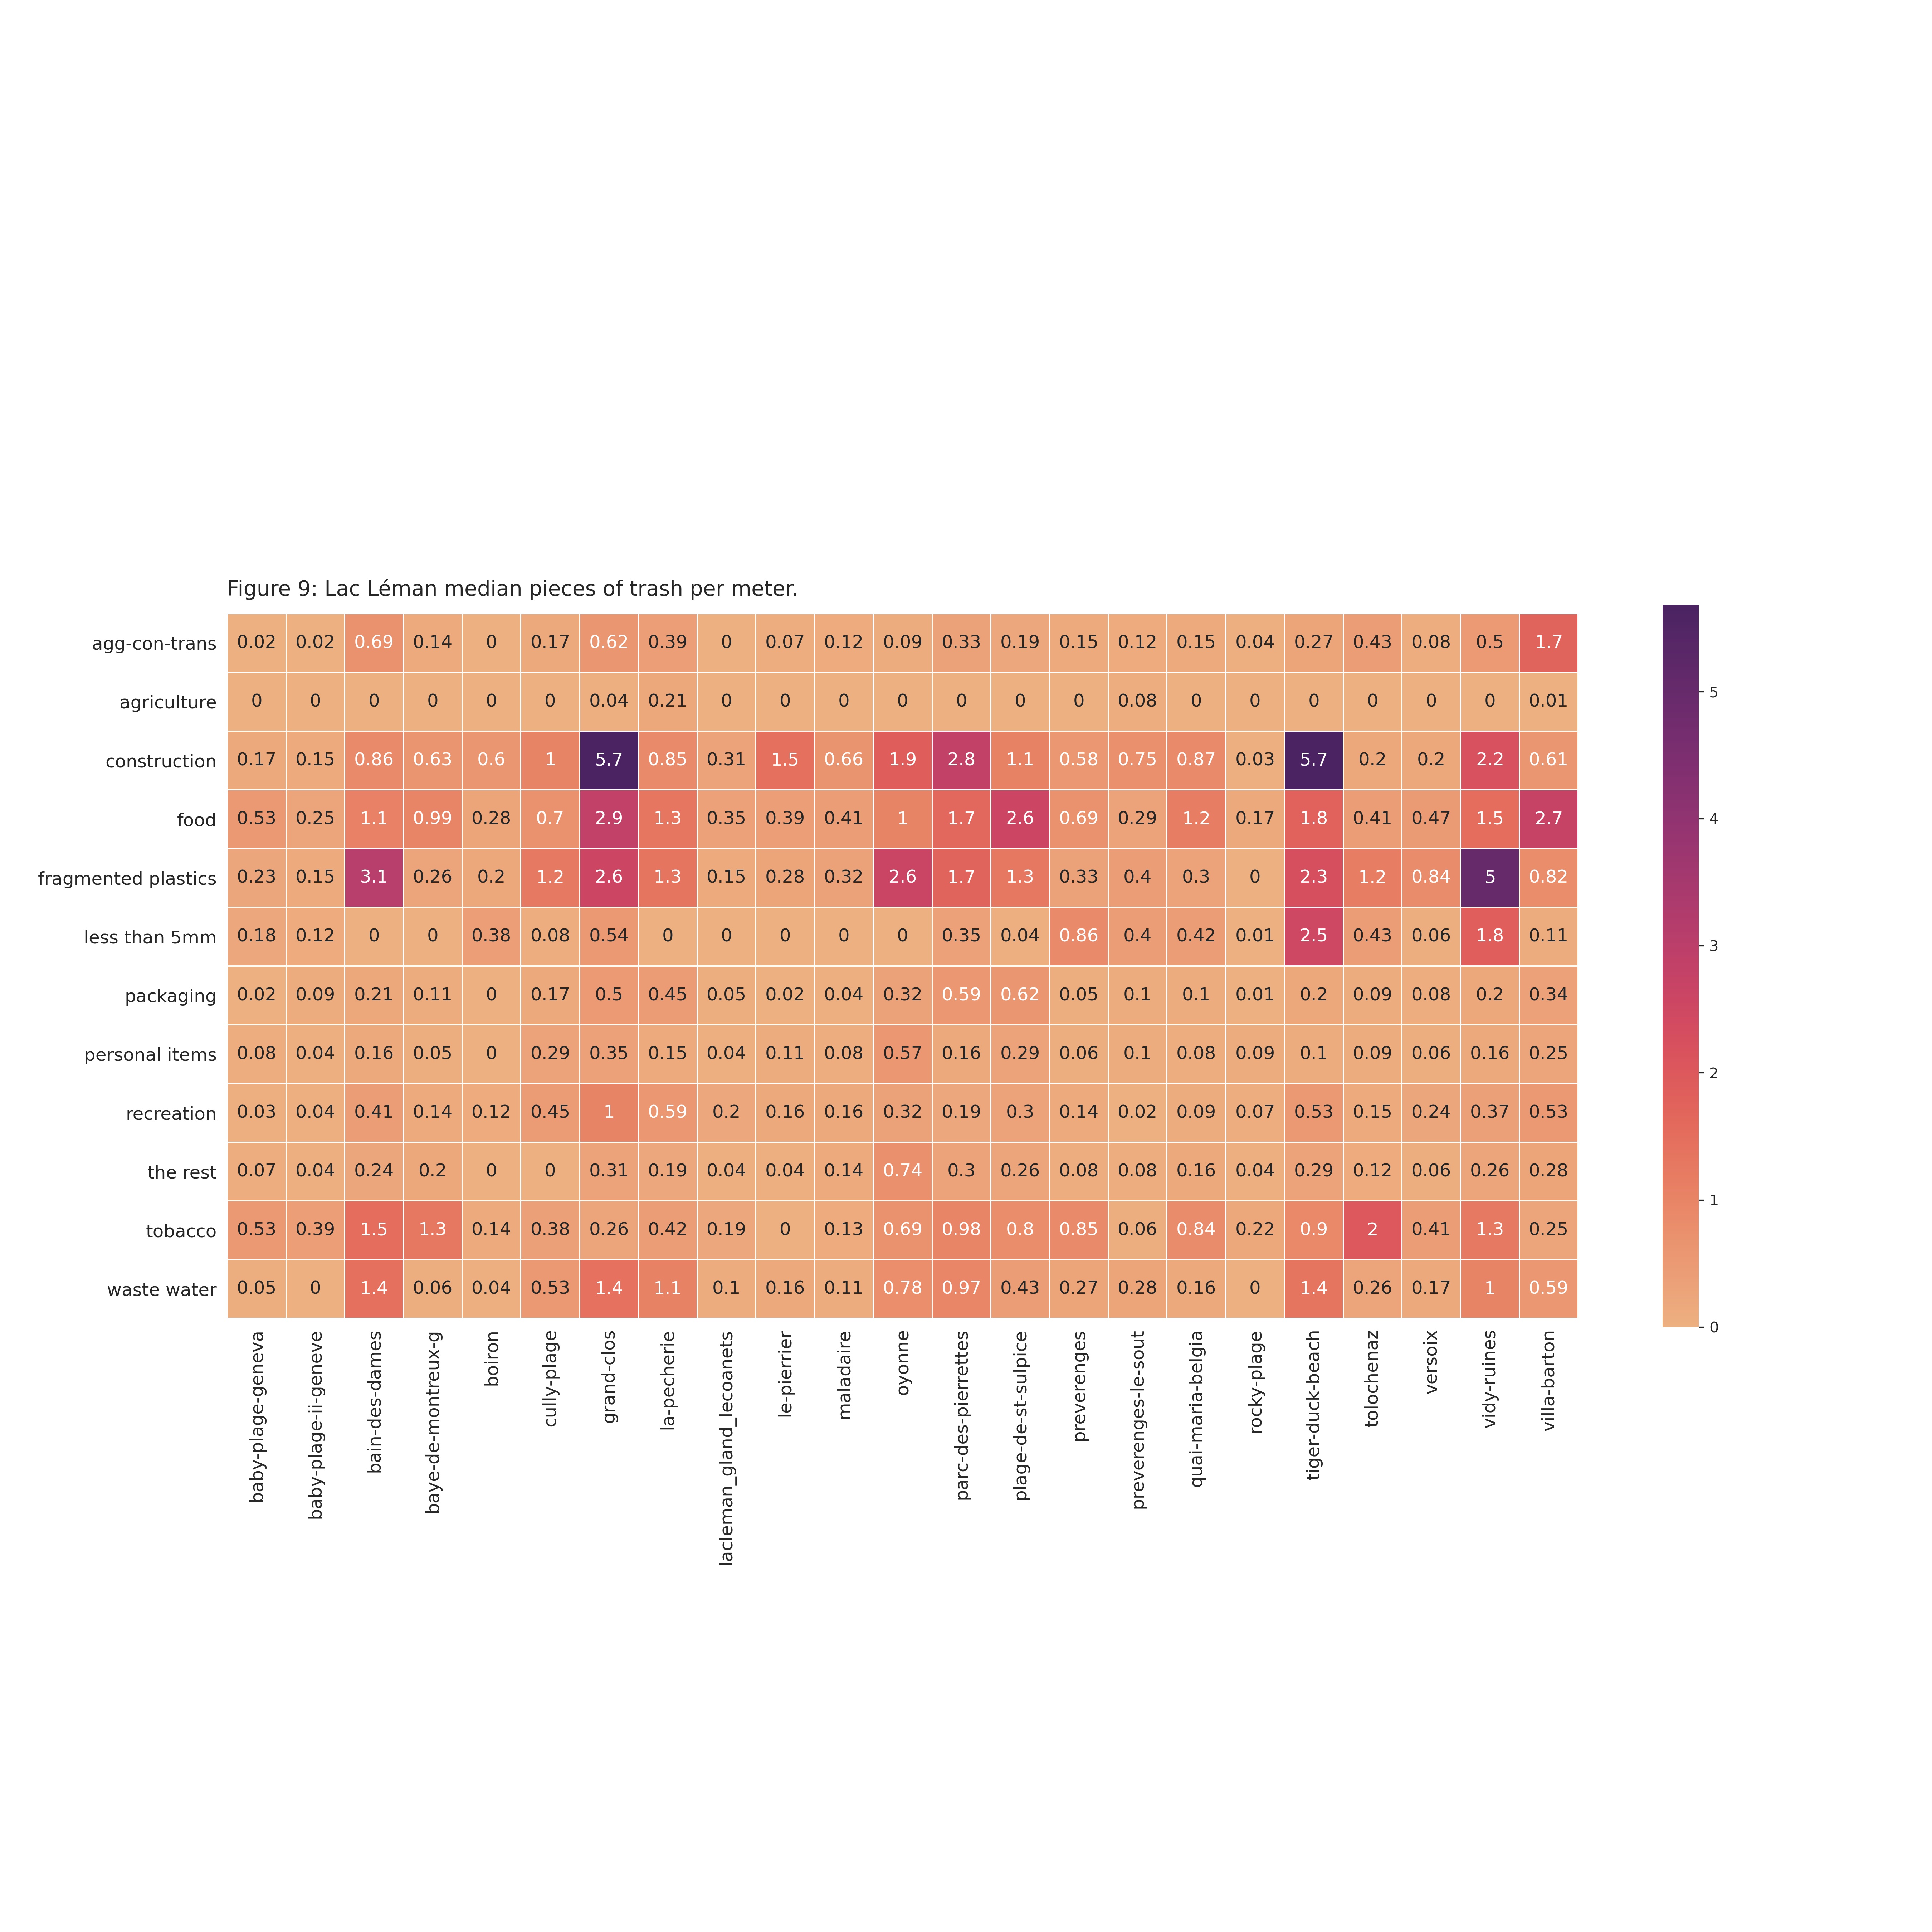 Figure 9: Lac Léman median pieces of trash per meter.
agg-con-trans 0.02 0.02 0.69 0.14 0 0.17 0.62 0.39 0 0.07 0.12 0.09 0.33 0.19 0.15 0.12 0.15 0.04 0.27 0.43 0.08 0.5 1.7
agriculture 0 0 0 0 0 0 0.04 0.21 0 0 0 0 0 0 0 0.08 0 0 0 0 0 0 0.01
construction 0.17 0.15 0.86 0.63 0.6 1 5.7 0.85 0.31 1.5 0.66 1.9 2.8 1.1 0.58 0.75 0.87 0.03 5.7 0.2 0.2 2.2 0.61
food 0.53 0.25 1.1 0.99 0.28 0.7 2.9 1.3 0.35 0.39 0.41 1 1.7 2.6 0.69 0.29 1.2 0.17 1.8 0.41 0.47 1.5 2.7
fragmented plastics 0.23 0.15 3.1 0.26 0.2 1.2 2.6 1.3 0.15 0.28 0.32 2.6 1.7 1.3 0.33 0.4 0.3 0 2.3 1.2 0.84 5 0.82
less than 5mm 0.18 0.12 0 0 0.38 0.08 0.54 0 0 0 0 0 0.35 0.04 0.86 0.4 0.42 0.01 2.5 0.43 0.06 1.8 0.11
packaging 0.02 0.09 0.21 0.11 0 0.17 0.5 0.45 0.05 0.02 0.04 0.32 0.59 0.62 0.05 0.1 0.1 0.01 0.2 0.09 0.08 0.2 0.34
personal items 0.08 0.04 0.16 0.05 0 0.29 0.35 0.15 0.04 0.11 0.08 0.57 0.16 0.29 0.06 0.1 0.08 0.09 0.1 0.09 0.06 0.16 0.25
recreation 0.03 0.04 0.41 0.14 0.12 0.45 1 0.59 0.2 0.16 0.16 0.32 0.19 0.3 0.14 0.02 0.09 0.07 0.53 0.15 0.24 0.37 0.53
the rest 0.07 0.04 0.24 0.2 0 0 0.31 0.19 0.04 0.04 0.14 0.74 0.3 0.26 0.08 0.08 0.16 0.04 0.29 0.12 0.06 0.26 0.28
tobacco 0.53 0.39 1.5 1.3 0.14 0.38 0.26 0.42 0.19 0 0.13 0.69 0.98 0.8 0.85 0.06 0.84 0.22 0.9 2 0.41 1.3 0.25
waste water 0.05 0 1.4 0.06 0.04 0.53 1.4 1.1 0.1 0.16 0.11 0.78 0.97 0.43 0.27 0.28 0.16 0 1.4 0.26 0.17 1 0.59
baby-plage-geneva
baby-plage-ii-geneve
bain-des-dames
baye-de-montreux-g
boiron
cully-plage
grand-clos
la-pecherie
lacleman_gland_lecoanets
le-pierrier
maladaire
oyonne
parc-des-pierrettes
plage-de-st-sulpice
preverenges
preverenges-le-sout
quai-maria-belgia
rocky-plage
tiger-duck-beach
tolochenaz
versoix
vidy-ruines
villa-barton
5
4
3
2
1
0